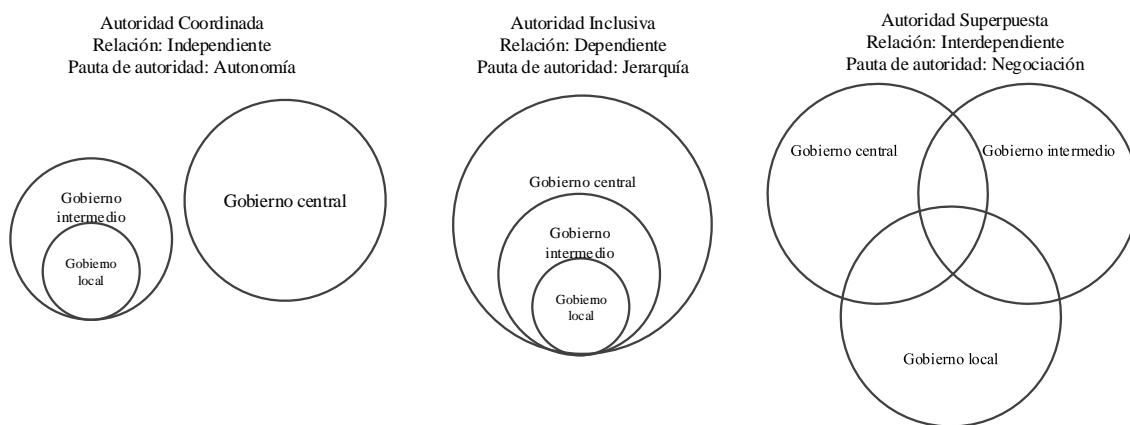 Autoridad Coordinada
Relación: Independiente
Pauta de autoridad: Autonomía
Gobierno
intermedio
Gobierno
local
Gobierno central
Autoridad Inclusiva
Relación: Dependiente
Pauta de autoridad: Jerarquía
Gobierno central
Gobierno
intermedio
Gobierno
local
Autoridad Superpuesta
Relación: Interdependiente
Pauta de autoridad: Negociación
Gobierno central
Gobierno intermedio
Gobierno local